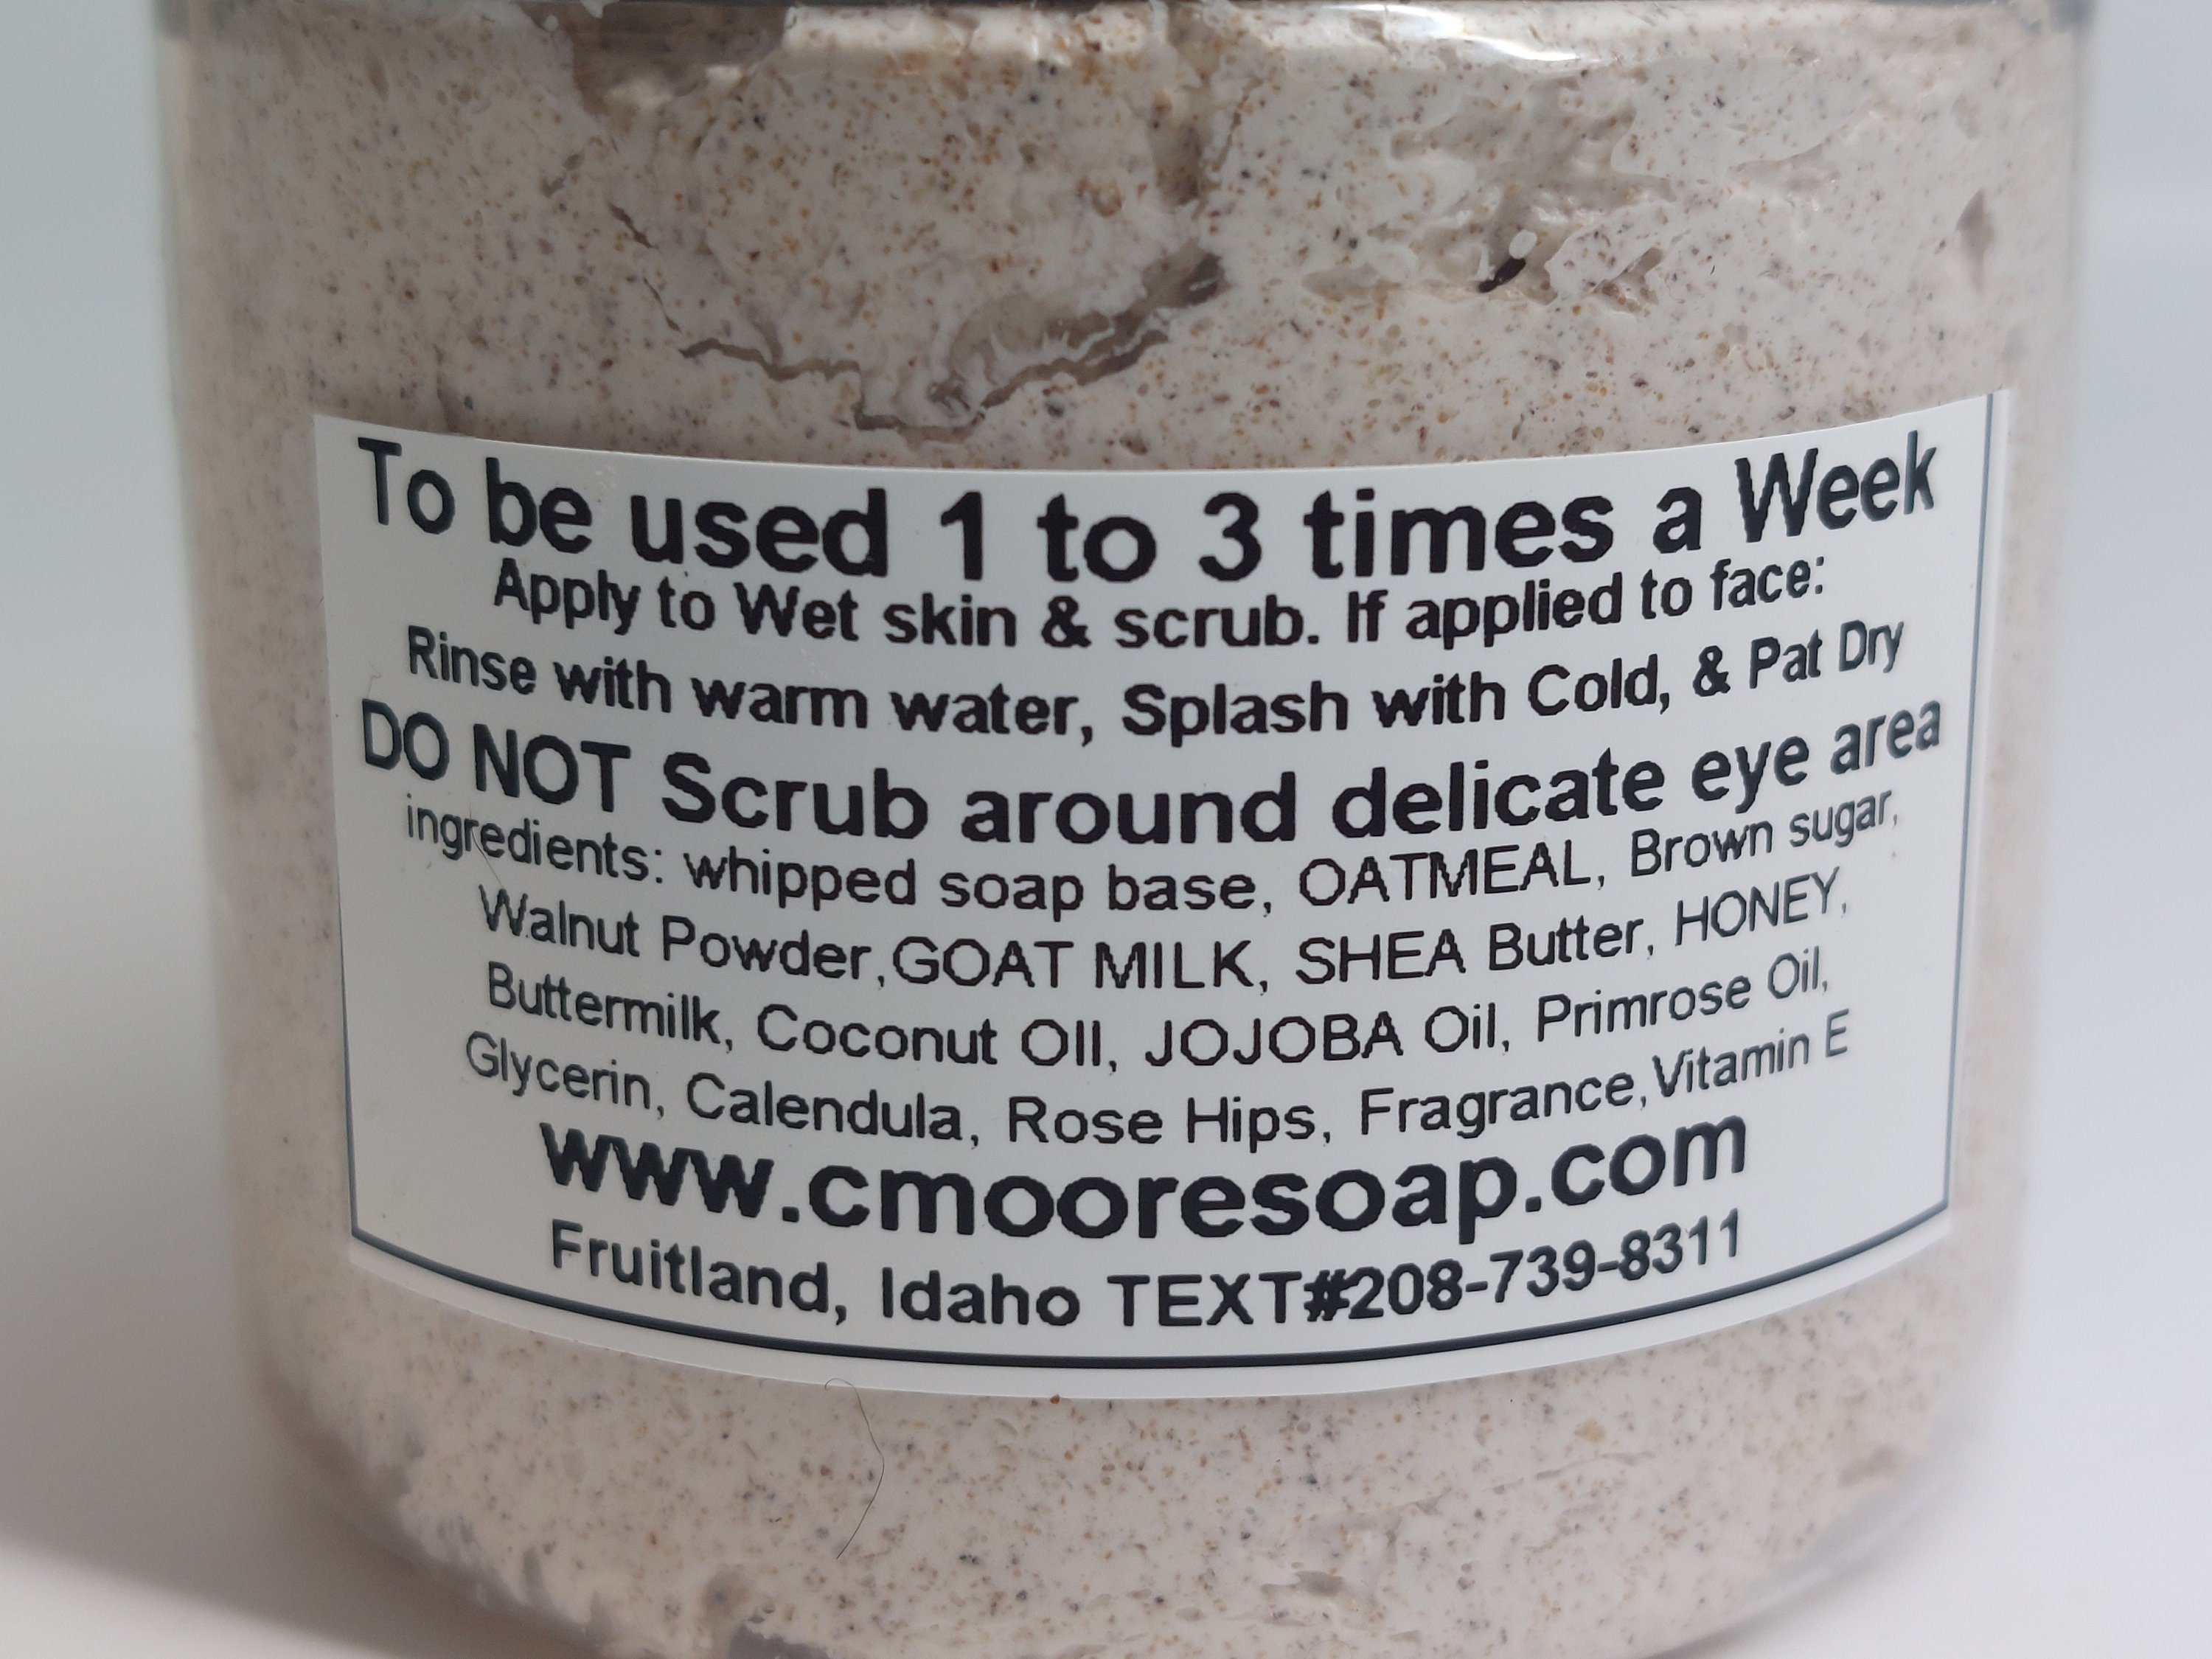 To be used 1 to 3 times a Week
Apply to Wet skin & scrub. If applied to face:
Rinse with warm water, Splash with Cold, & Pat Dry
DO NOT Scrub around delicate eye area
ingredients: whipped soap base, OATMEAL, Brown sugar,
Walnut Powder,GOAT MILK, SHEA Butter, HONEY,
Buttermilk, Coconut OIl, JOJOBA Oil, Primrose Oil,
Glycerin, Calendula, Rose Hips, Fragrance,Vitamin E
www.cmooresoap.com
Fruitland, Idaho TEXT#208-739-8311